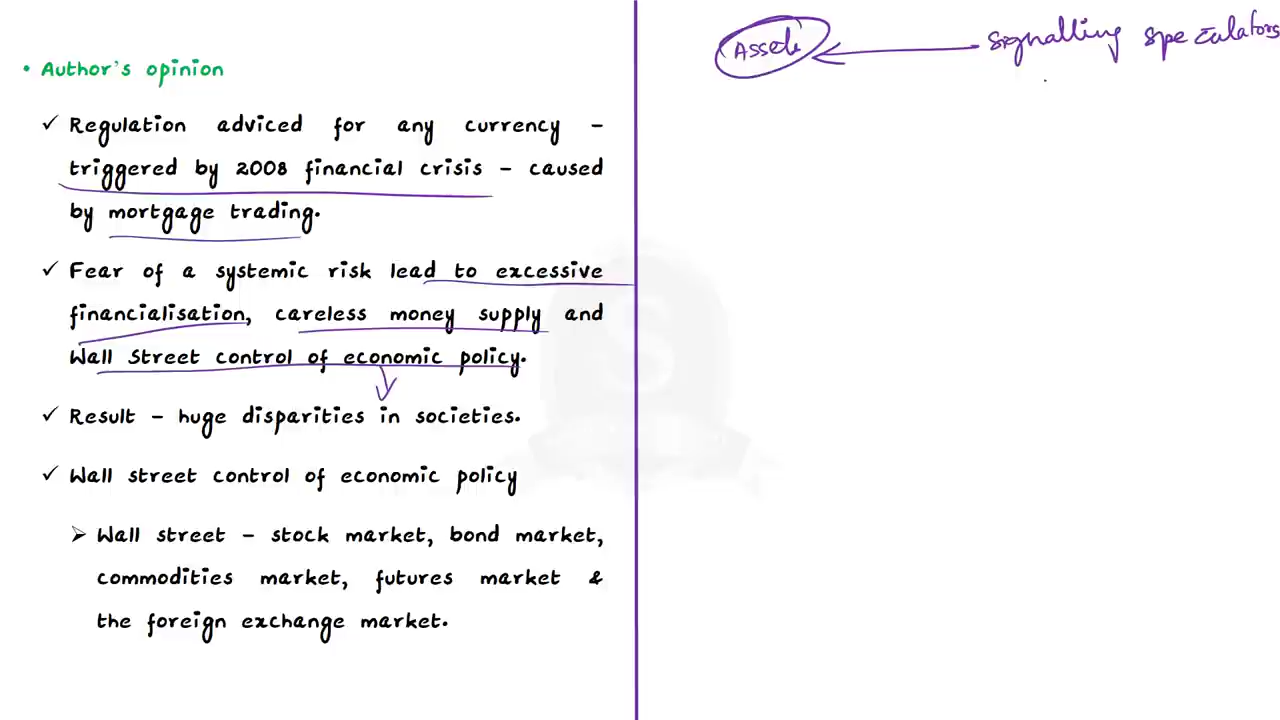 • Author's opinion
✓ Regulation adviced for any currency –
triggered by 2008 financial crisis – caused
by mortgage trading.
✓ Fear of a systemic risk lead to excessive
financialisation, careless money supply and
Wall Street control of economic policy.
✓ Result – huge disparities in societies.
✓ Wall street control of economic policy
➢ Wall street – stock market, bond market,
commodities market, futures market &
the foreign exchange market.
Assets
signalling speculators